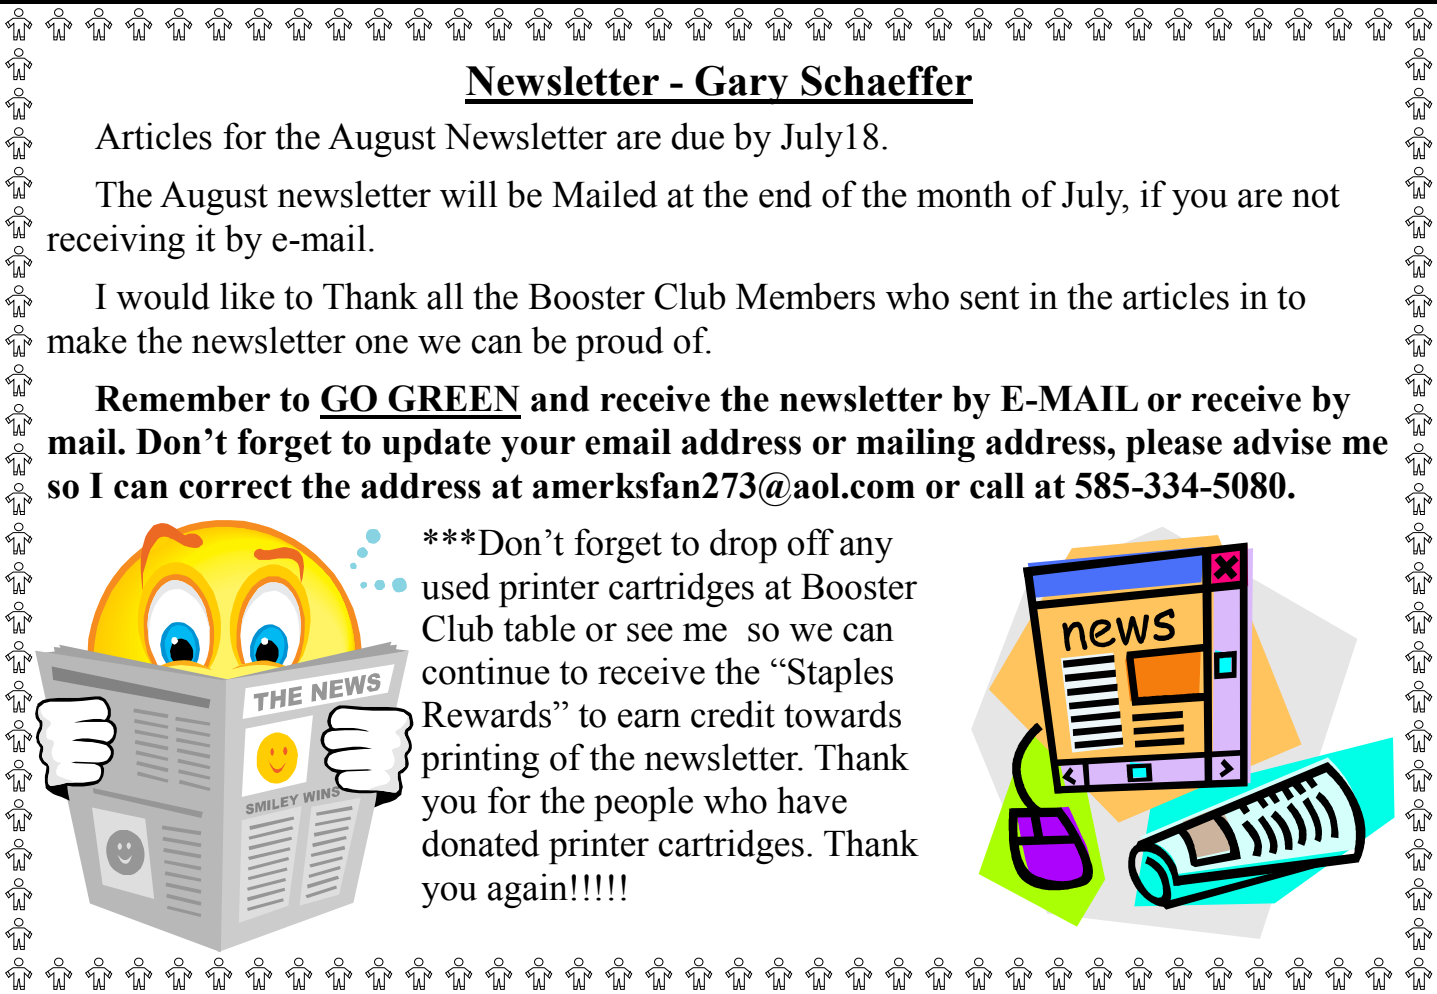 Newsletter - Gary Schaeffer
Articles for the August Newsletter are due by July18.
The August newsletter will be Mailed at the end of the month of July, if you are not
receiving it by e-mail.
I would like to Thank all the Booster Club Members who sent in the articles in to
make the newsletter one we can be proud of.
Remember to GO GREEN and receive the newsletter by E-MAIL or receive by
mail. Don’t forget to update your email address or mailing address, please advise me
so I can correct the address at amerksfan273@aol.com or call at 585-334-5080.
***Don’t forget to drop off any
used printer cartridges at Booster
Club table or see me  so we can
continue to receive the “Staples
Rewards” to earn credit towards
printing of the newsletter. Thank
you for the people who have
donated printer cartridges. Thank
you again!!!!!
THE NEWS
SMILEY WINS
news